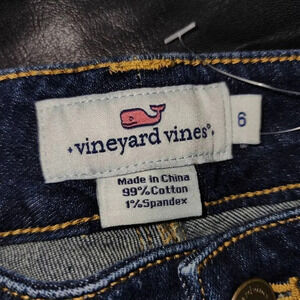 vineyard vines®
6
Made in China
99% Cotton
1% Spandex